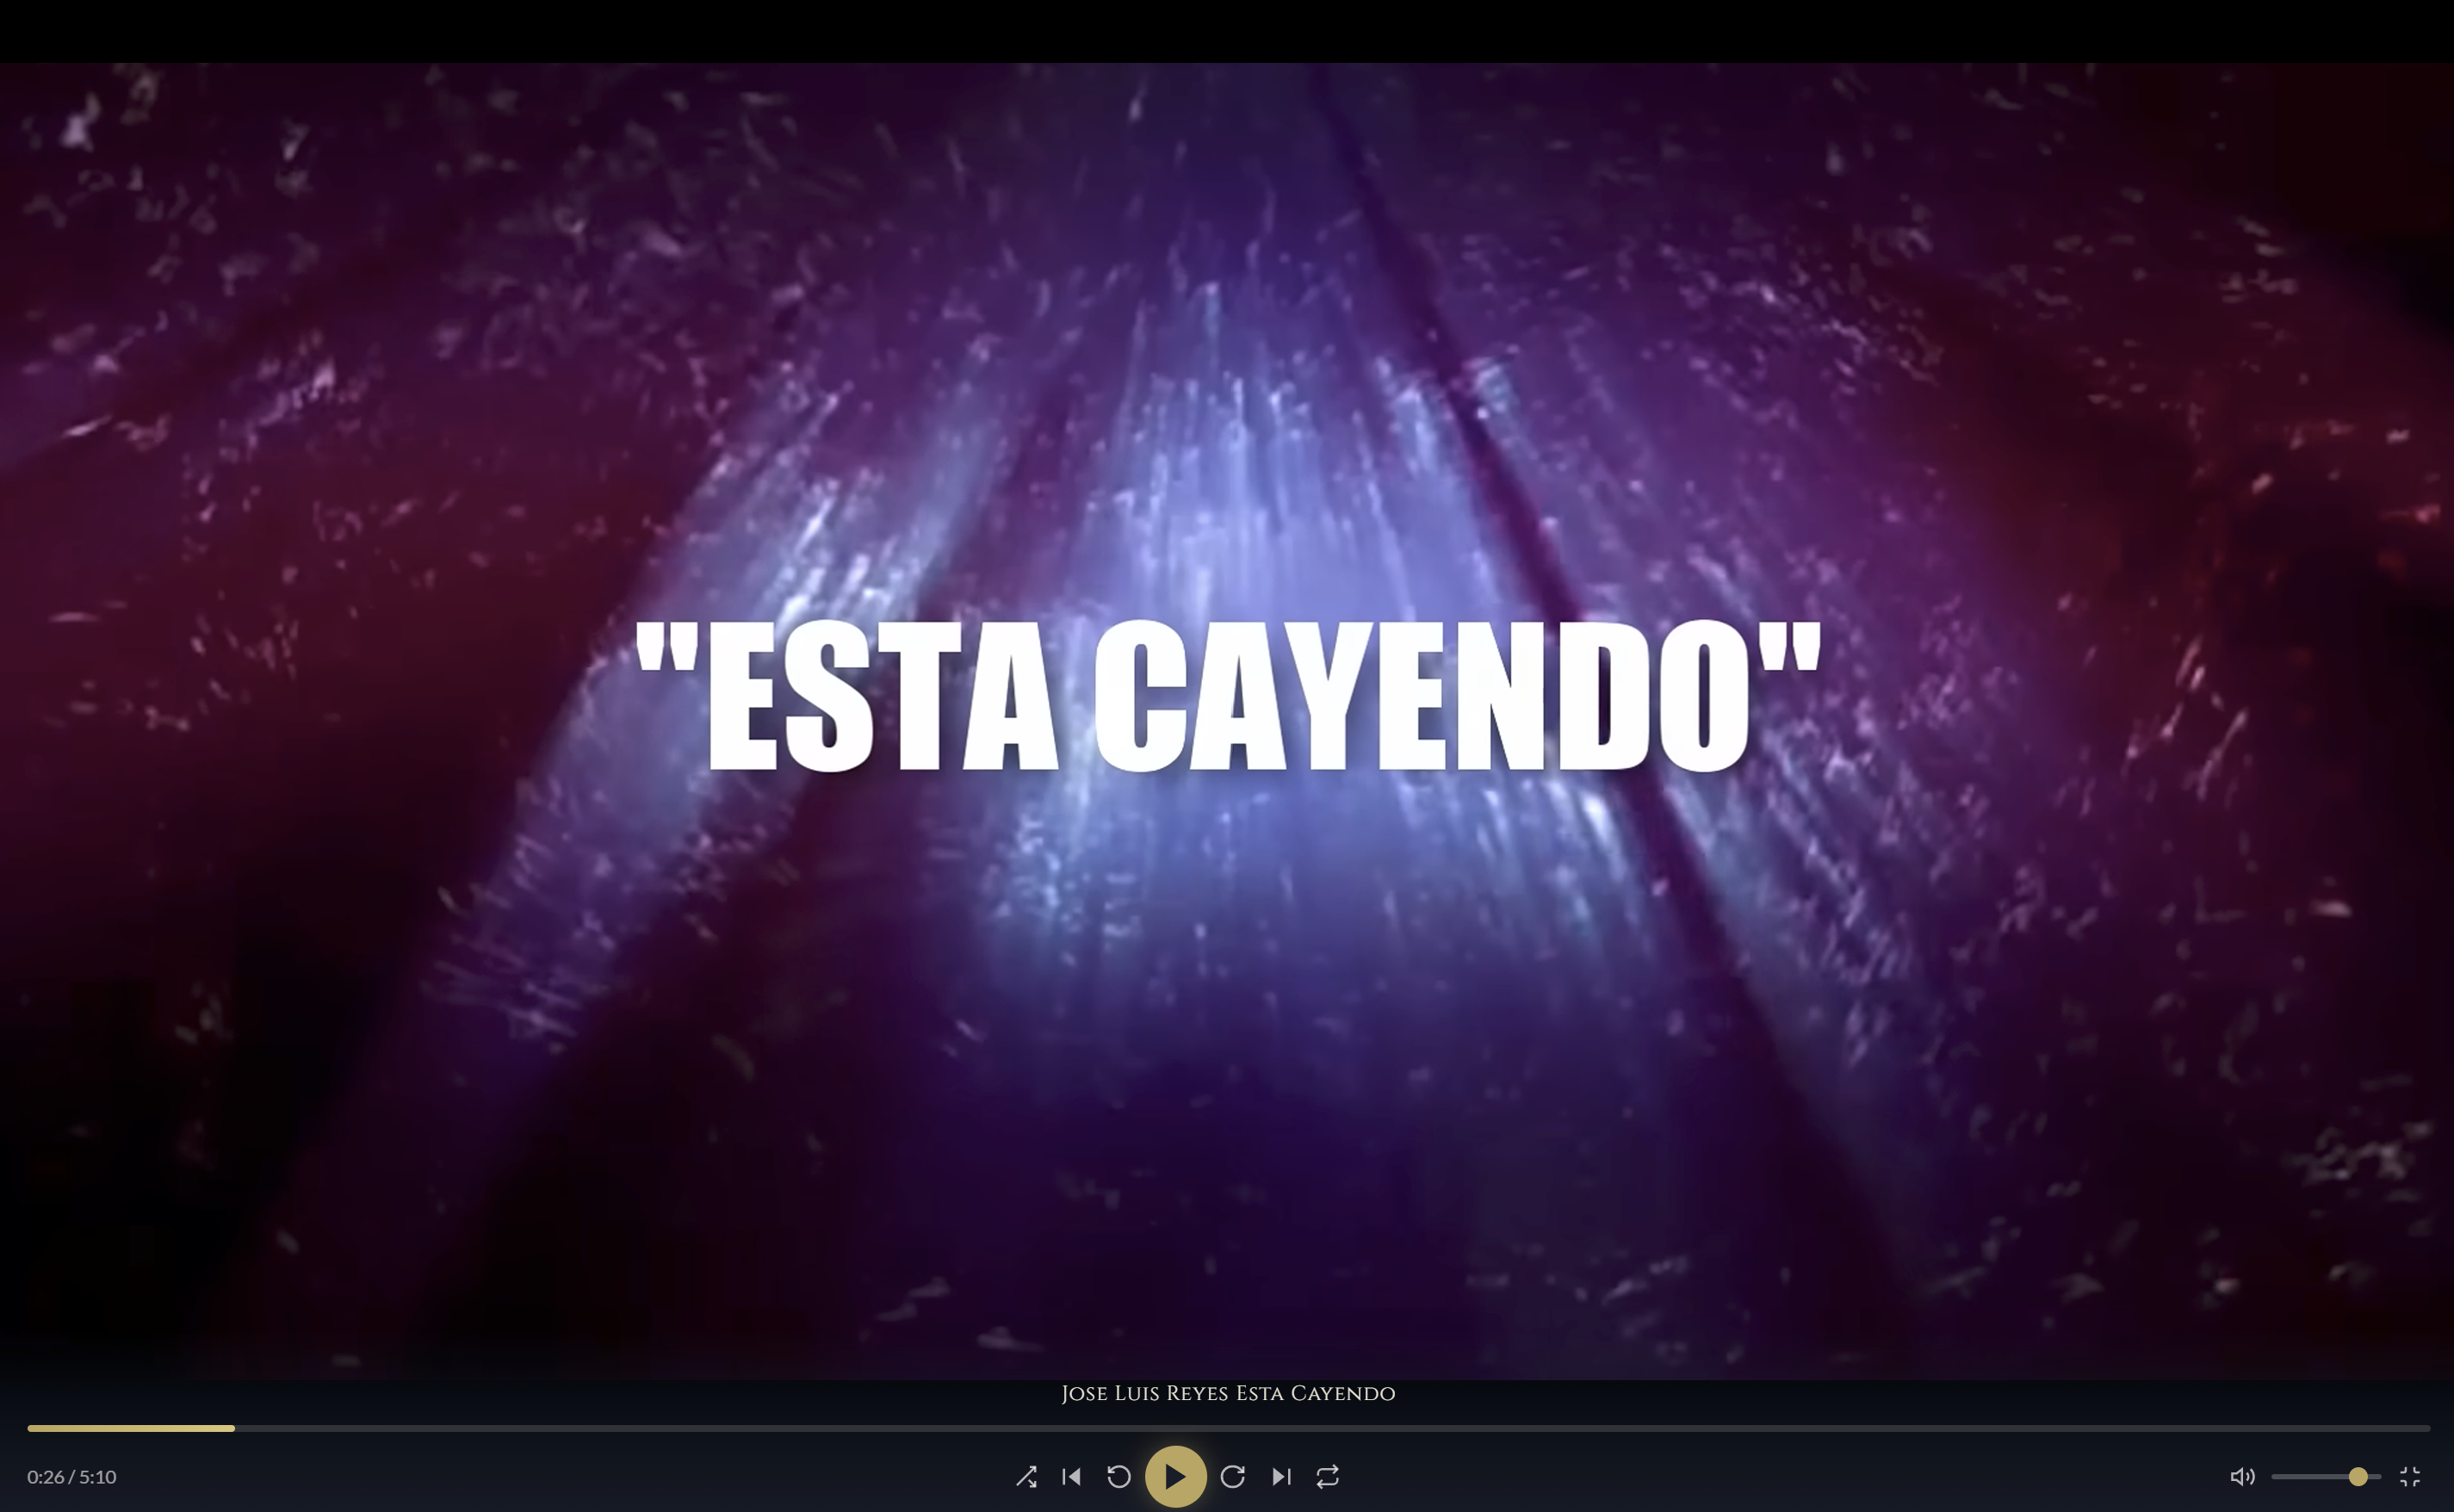 "ESTA CAYENDO"
Jose Luis Reyes Esta Cayendo
0:26 / 5:10